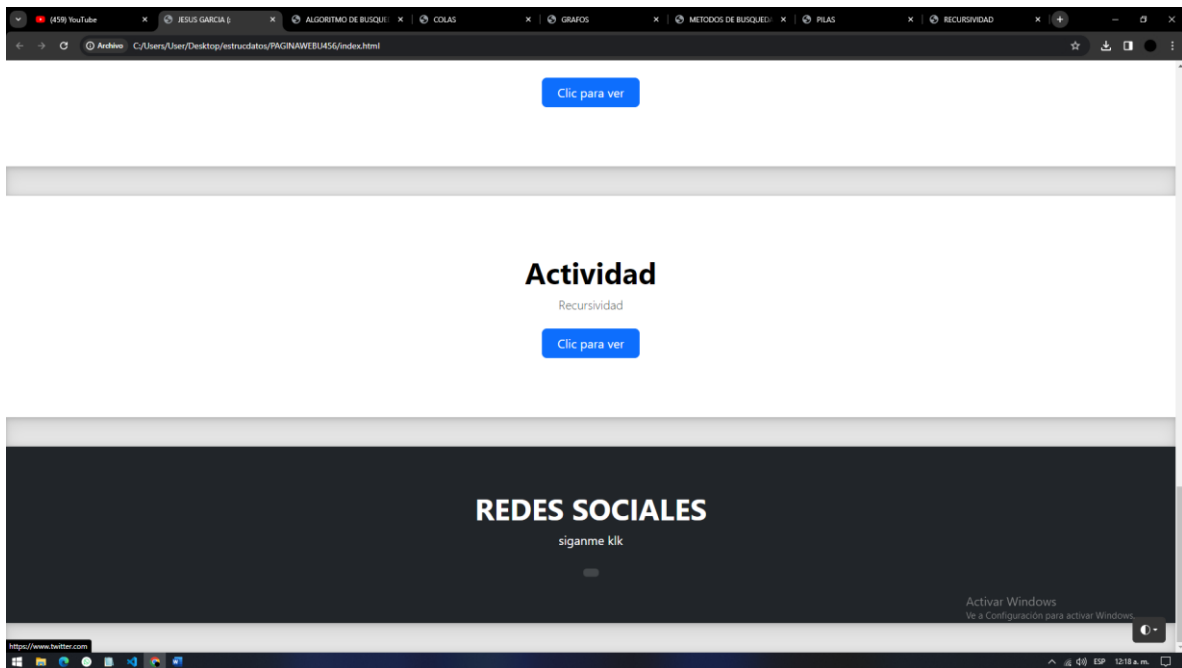 (459) YouTube
JESUS GARCIA (:
ALGORITMO DE BUSQUE
COLAS
GRAFOS
METODOS DE BUSQUED
PILAS
RECURSIVIDAD
Archivo C:/Users/User/Desktop/estrucdatos/PAGINAWEBU456/index.html
Clic para ver
Actividad
Recursividad
Clic para ver
REDES SOCIALES
siganme klk
Activar Windows
Ve a Configuración para activar Windows.
https://www.twitter.com
ESP 12:18 a. m.